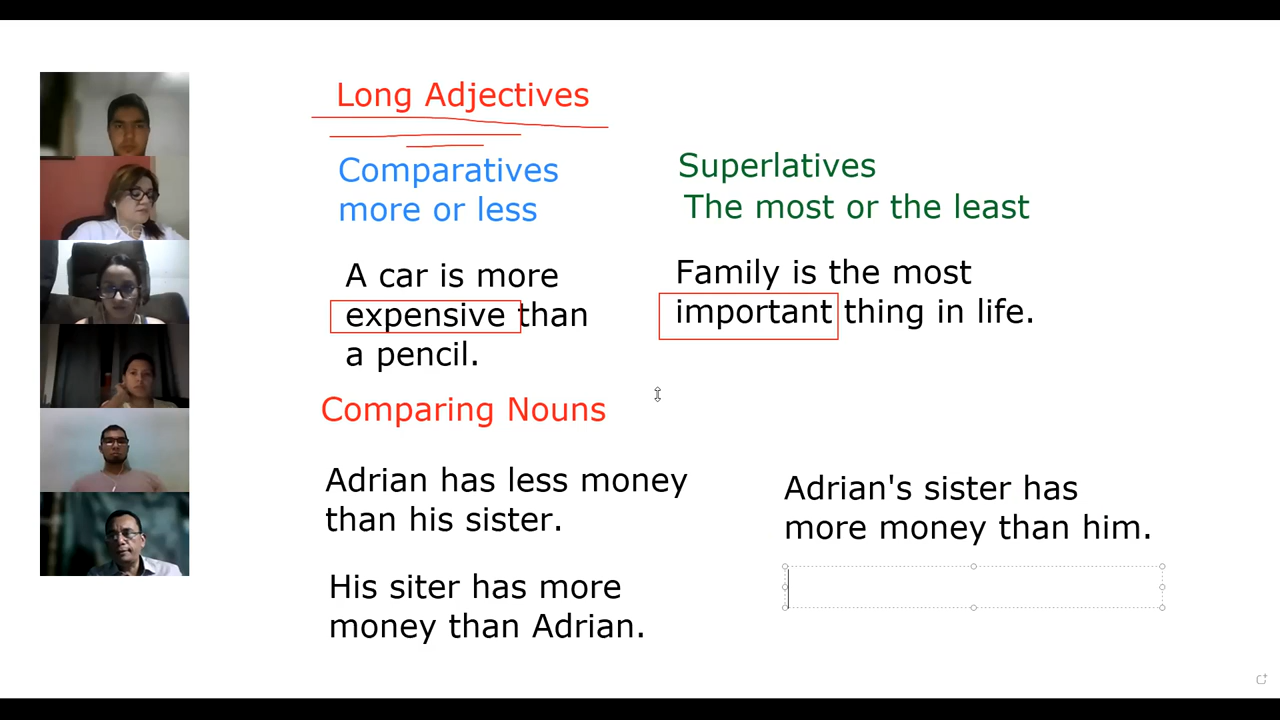 Long Adjectives
Comparatives
more or less
Superlatives
The most or the least
A car is more
expensive than
a pencil.
Family is the most
important thing in life.
Comparing Nouns
Adrian has less money
than his sister.
Adrian's sister has
more money than him.
His siter has more
money than Adrian.